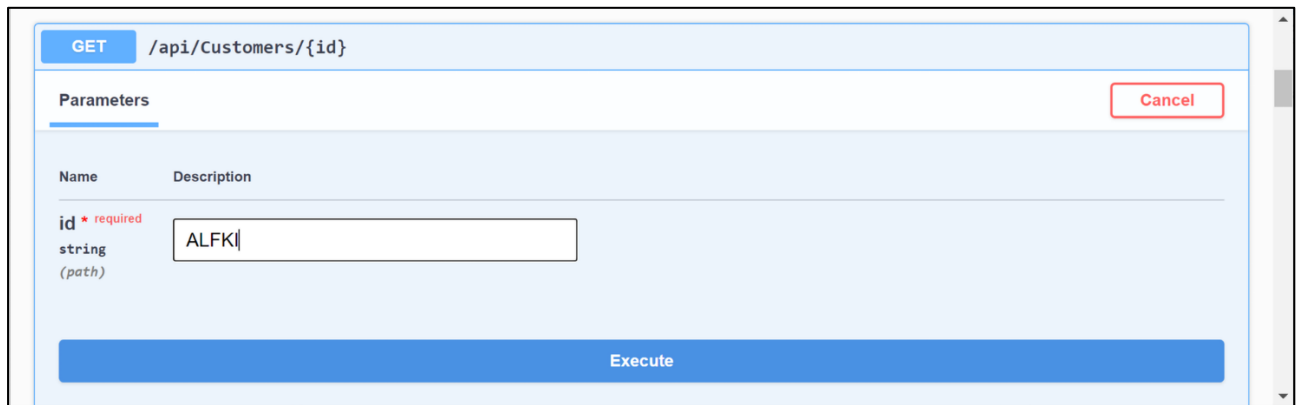 GET /api/Customers/{id}
Parameters
Cancel
Name Description
id * required
ALFKI
string
(path)
Execute